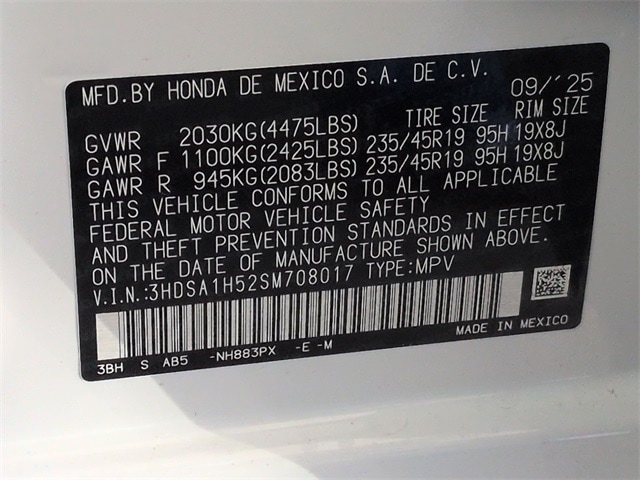 MFD.BY HONDA DE MEXICO S.A. DE C.V. 09/'25
TIRE SIZE RIM SIZE
GVWR 2030KG(4475LBS)
GAWR F 1100KG(2425LBS) 235/45R19 95H 19X8J
GAWR R 945KG(2083LBS) 235/45R19 95H 19X8J
THIS VEHICLE CONFORMS TO ALL APPLICABLE
FEDERAL MOTOR VEHICLE SAFETY
AND THEFT PREVENTION STANDARDS IN EFFECT
ON THE DATE OF MANUFACTURE SHOWN ABOVE.
V.I.N.:3HDSA1H52SM708017 TYPE:MPV
MADE IN MEXICO
3BH S AB5 -NH883PX -E -M